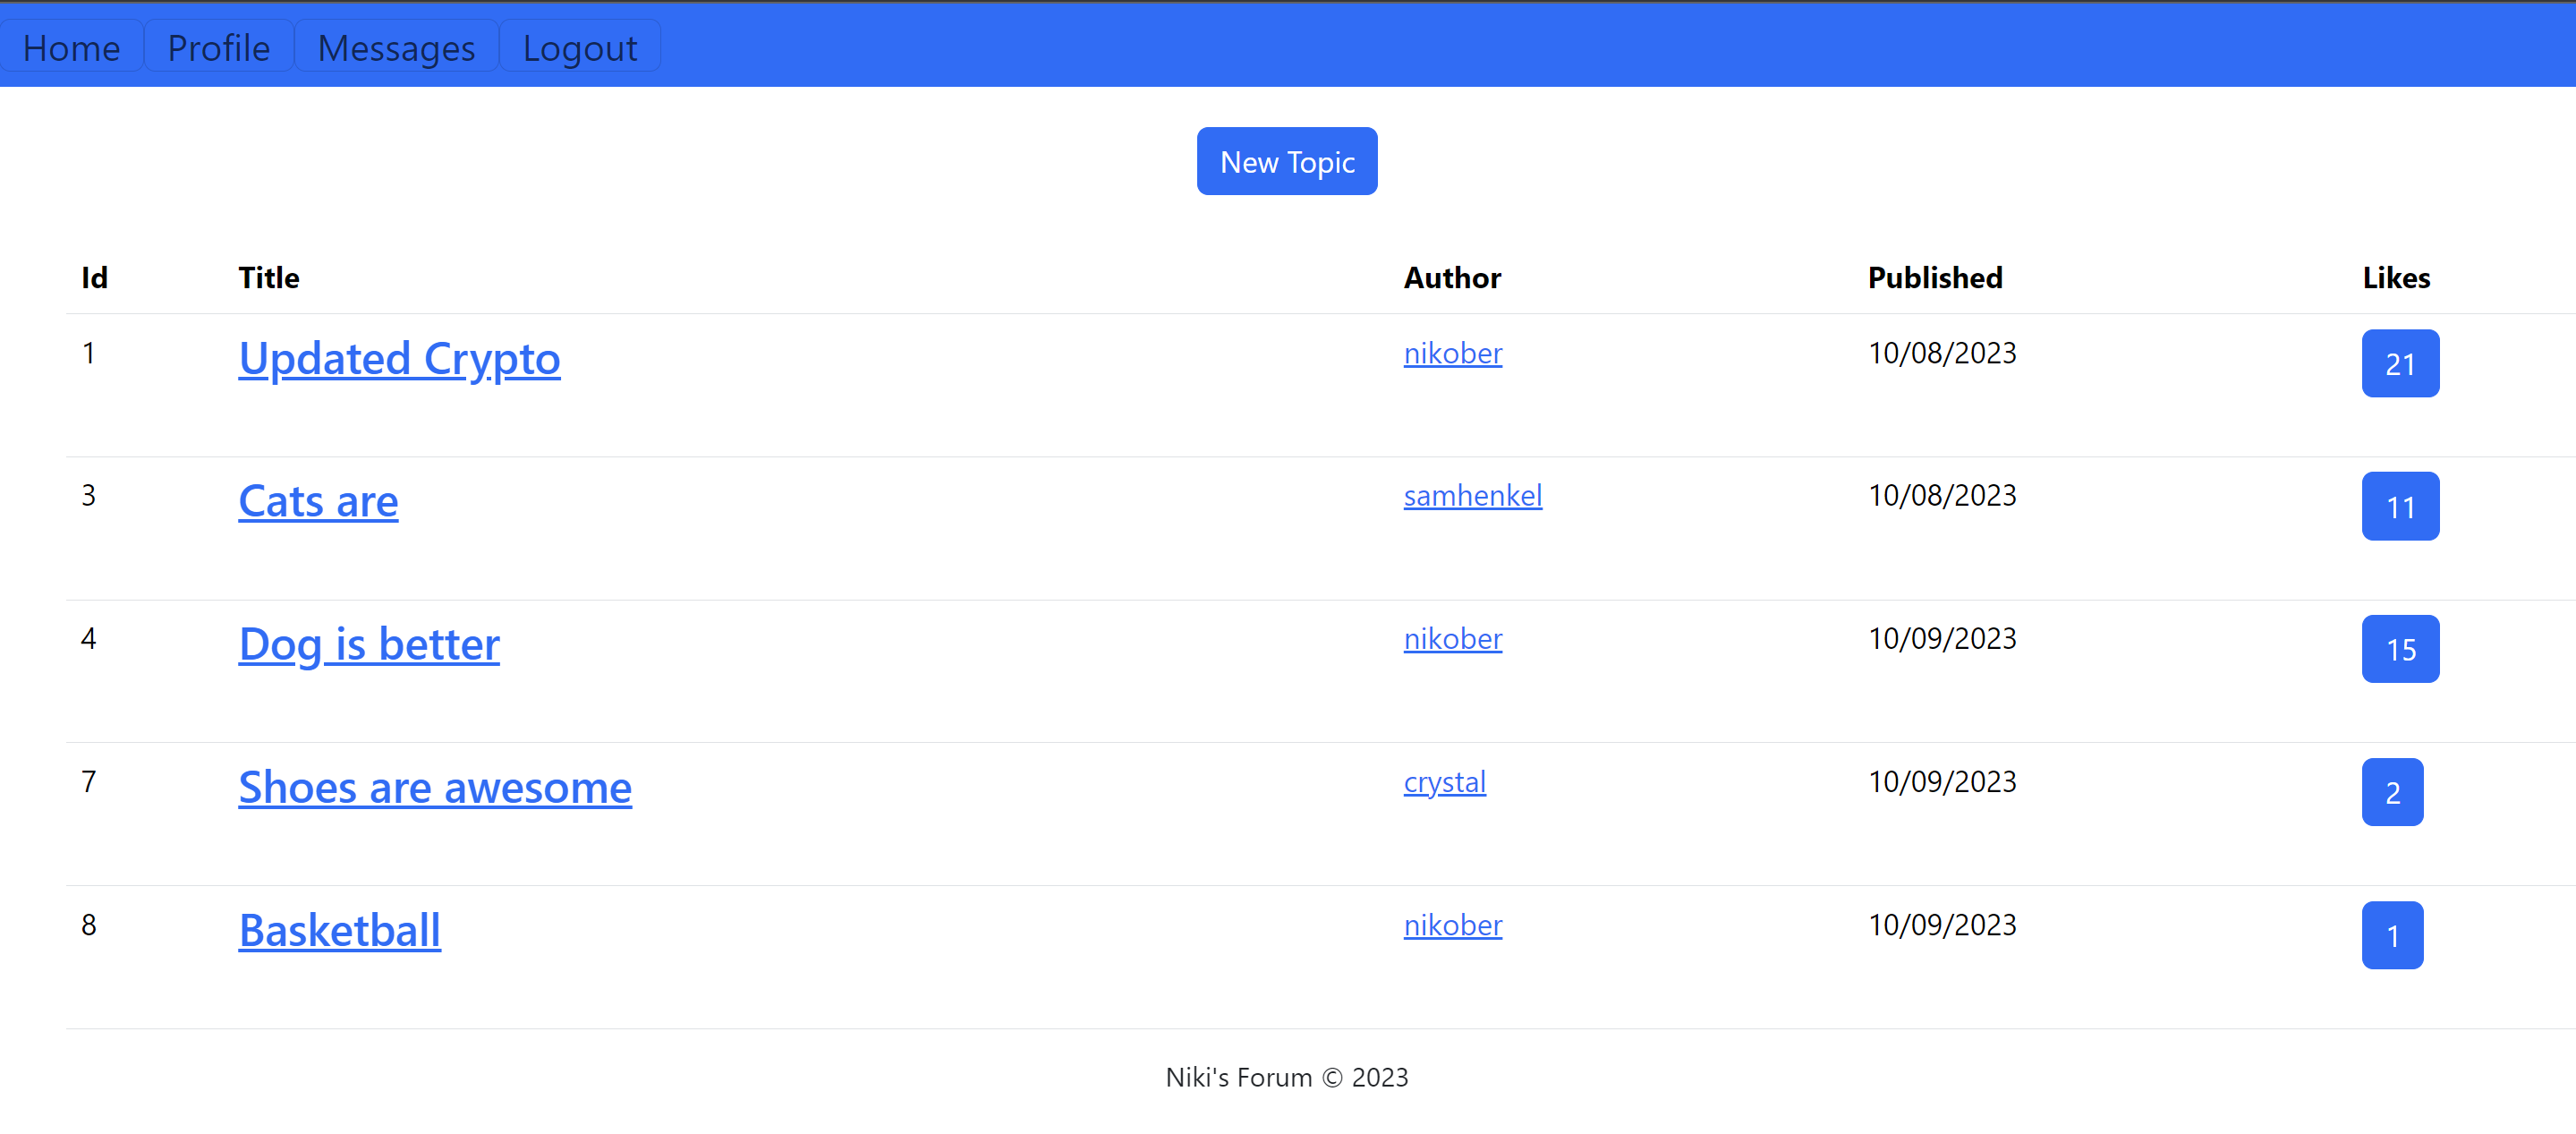 Home Profile Messages Logout
New Topic
Id Title Author Published Likes
1 Updated Crypto nikober 10/08/2023 21
3 Cats are samhenkel 10/08/2023 11
4 Dog is better nikober 10/09/2023 15
7 Shoes are awesome crystal 10/09/2023 2
8 Basketball nikober 10/09/2023 1
Niki's Forum © 2023